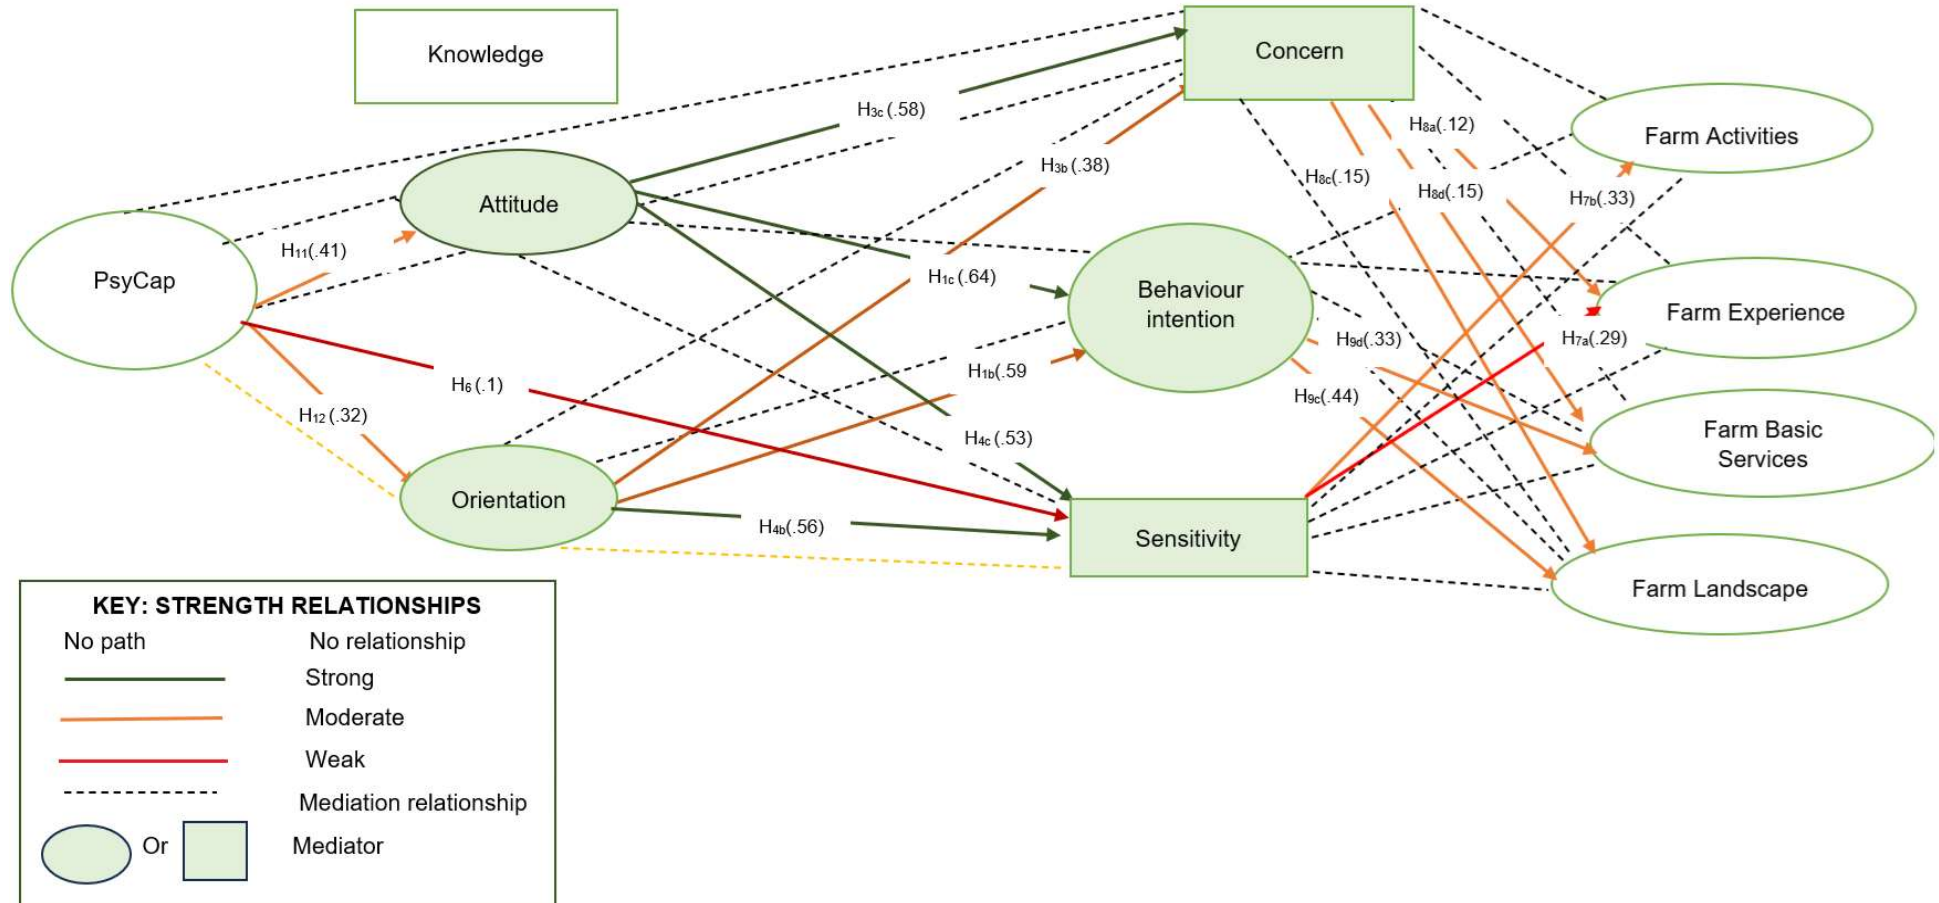 Knowledge
Concern
H3c (.58)
H8a(.12)
Farm Activities
H3b (.38)
H8c(.15)
H8d(.15)
H7b(.33)
Attitude
H11(.41)
PsyCap
H1c (.64)
Behaviour
intention
Farm Experience
H9d(.33)
H7a(.29)
H6 (.1)
H1b(.59
H9c(.44)
H12 (.32)
H4c (.53)
Farm Basic
Services
Orientation
H4b(.56)
Sensitivity
Farm Landscape
KEY: STRENGTH RELATIONSHIPS
No path No relationship
Strong
Moderate
Weak
Mediation relationship
Or Mediator